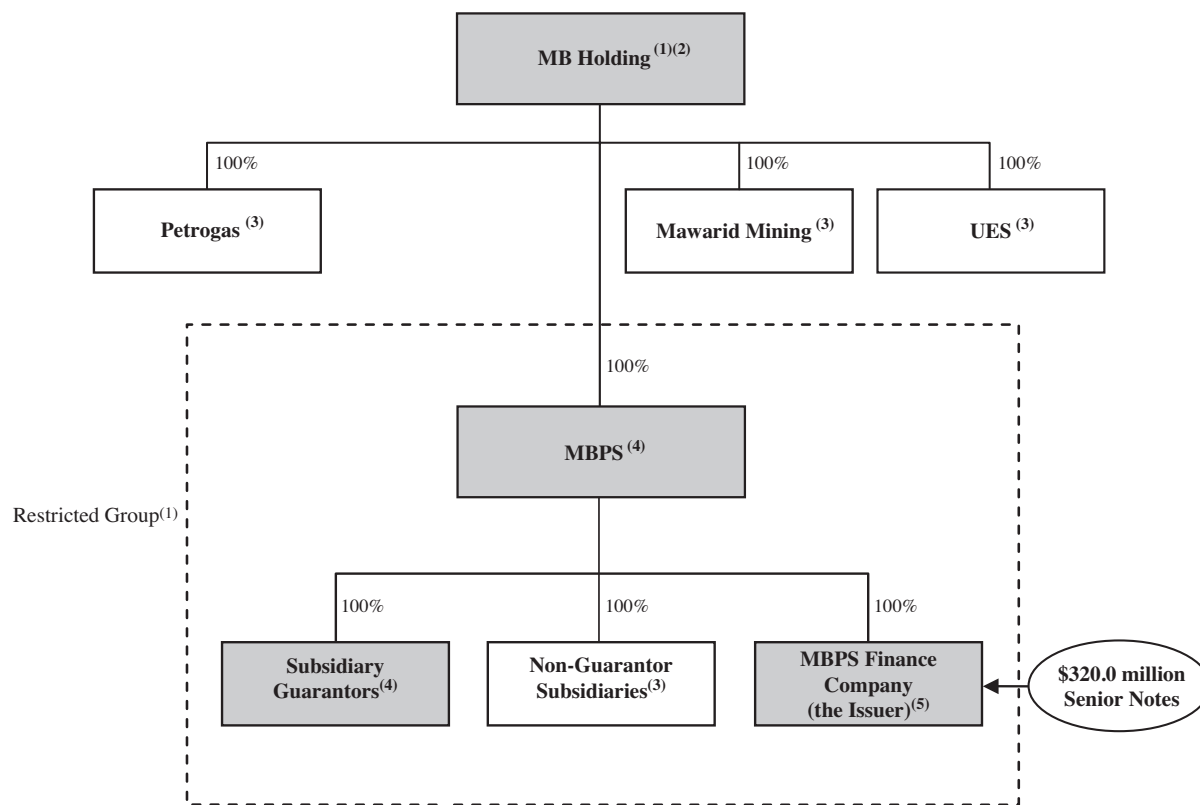 MB Holding (1)(2)
100%
100%
100%
Petrogas (3)
Mawarid Mining (3)
UES (3)
100%
MBPS (4)
Restricted Group(1)
100%
100%
100%
Subsidiary
Guarantors(4)
Non-Guarantor
Subsidiaries(3)
MBPS Finance
Company
(the Issuer)(5)
$320.0 million
Senior Notes